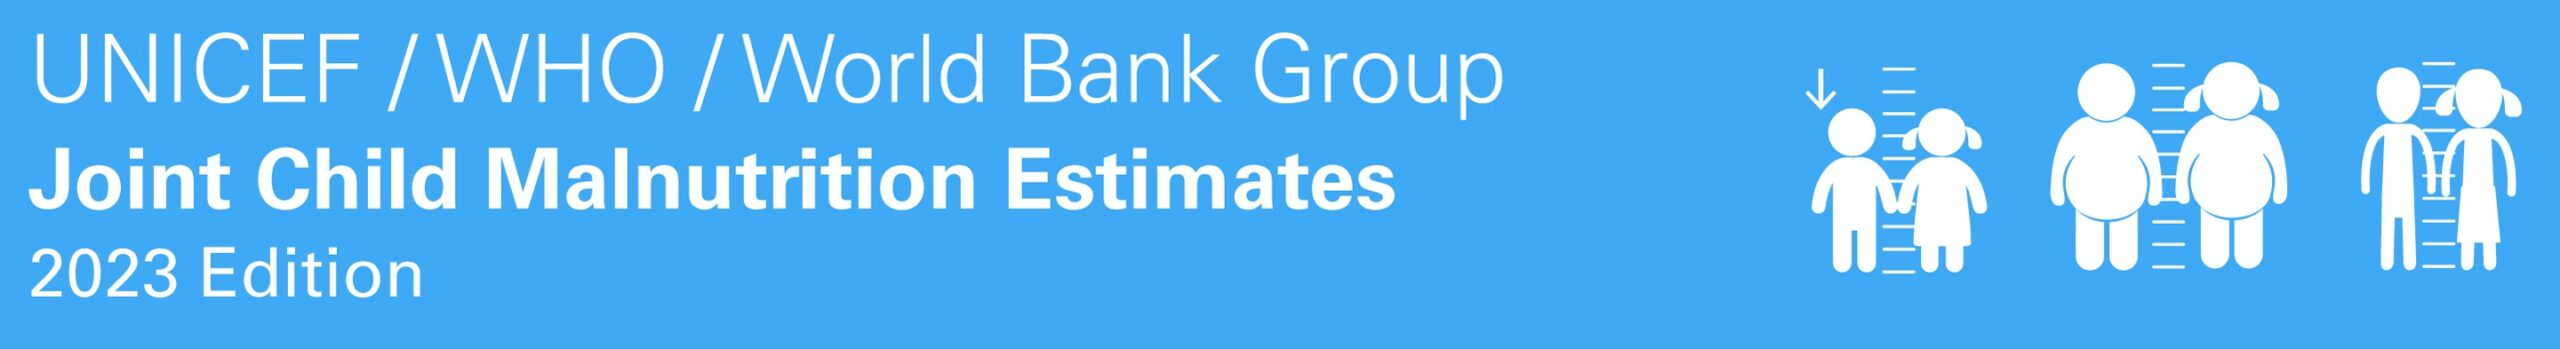 UNICEF / WHO / World Bank Group
Joint Child Malnutrition Estimates
2023 Edition